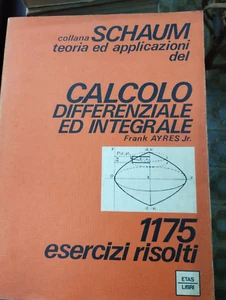 collana SCHAUM
teoria ed applicazioni
del
CALCOLO
DIFFERENZIALE
ED INTEGRALE
Frank AYRES Jr.
1175
esercizi risolti
ETAS
LIBRI